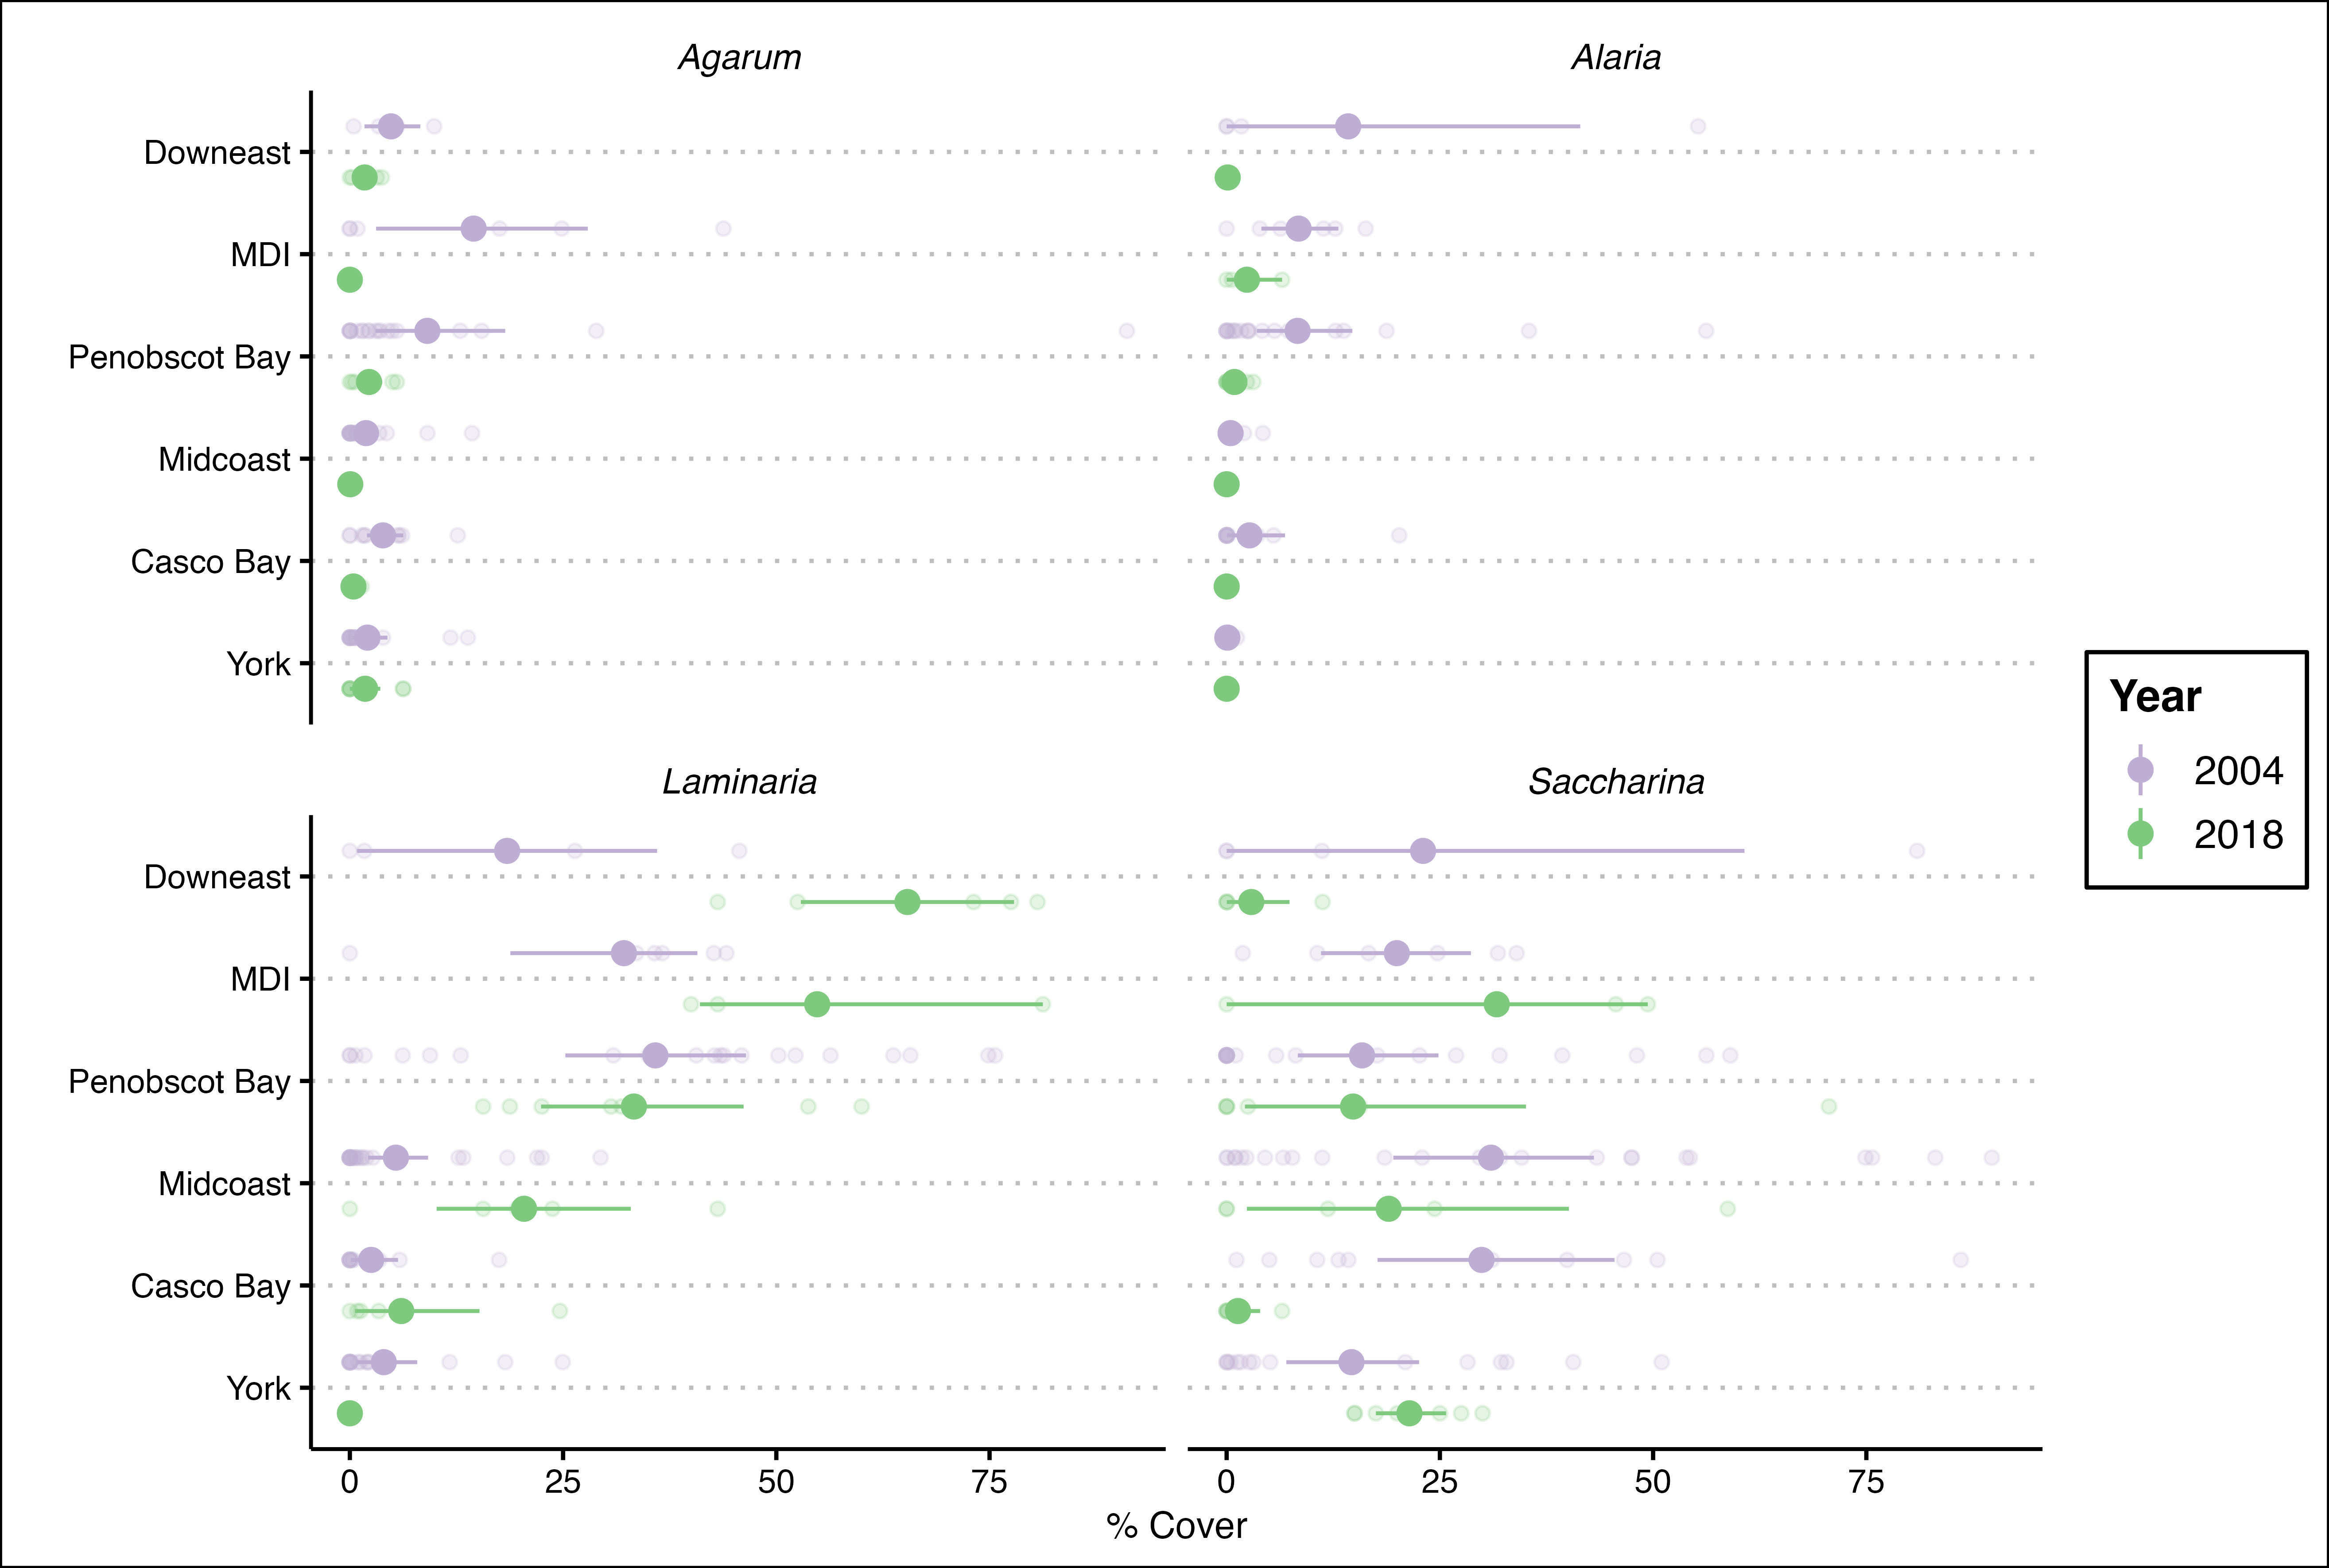 Agarum
Alaria
Downeast
MDI
Penobscot Bay
Midcoast
Casco Bay
York
Laminaria
Saccharina
Downeast
MDI
Penobscot Bay
Midcoast
Casco Bay
York
0 25 50 75
0 25 50 75
% Cover
Year
2004
2018